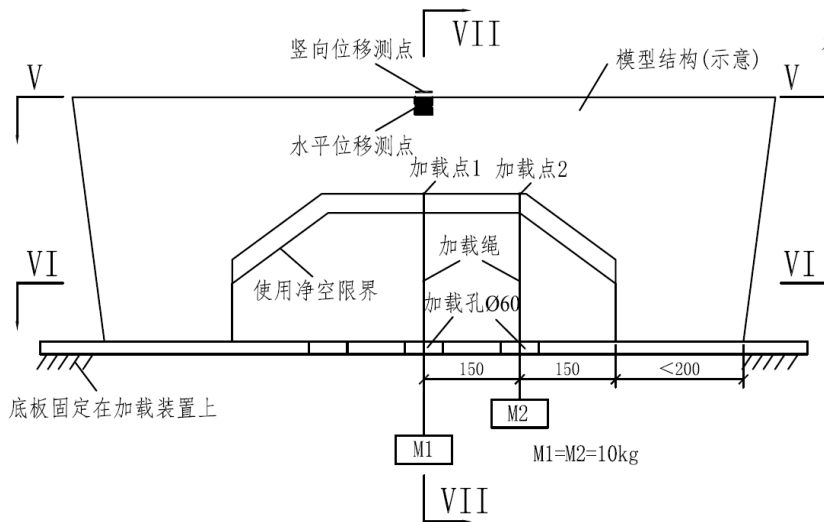 VII
竖向位移测点
模型结构(示意)
V
V
水平位移测点
加载点1
加载点2
VI
加载绳
VI
使用净空限界
加载孔Ø60
150
150
<200
底板固定在加载装置上
M2
M1
M1=M2=10kg
VII